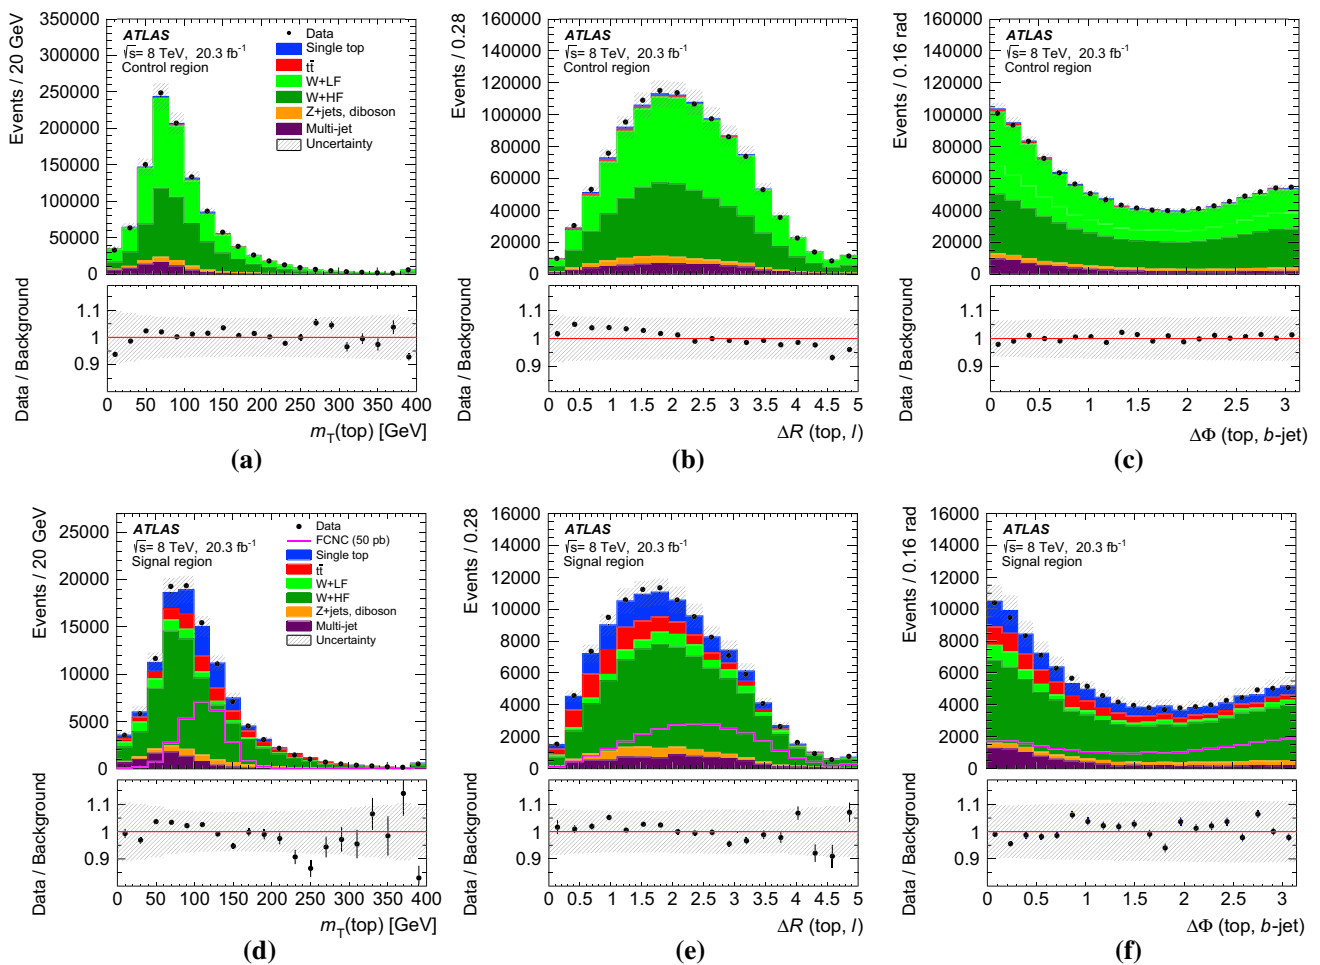 Events / 20 GeV
350000
300000
250000
200000
150000
100000
50000
0
ATLAS
√s= 8 TeV, 20.3 fb⁻¹
Control region
Data
Single top
tt̄
W+LF
W+HF
Z+jets, diboson
Multi-jet
Uncertainty
Data / Background
1.1
1
0.9
0 50 100 150 200 250 300 350 400
m_T(top) [GeV]
(a)
Events / 0.28
160000
140000
120000
100000
80000
60000
40000
20000
0
ATLAS
√s= 8 TeV, 20.3 fb⁻¹
Control region
Data / Background
1.1
1
0.9
0 0.5 1 1.5 2 2.5 3 3.5 4 4.5 5
ΔR (top, l)
(b)
Events / 0.16 rad
160000
140000
120000
100000
80000
60000
40000
20000
0
ATLAS
√s= 8 TeV, 20.3 fb⁻¹
Control region
Data / Background
1.1
1
0.9
0 0.5 1 1.5 2 2.5 3
ΔΦ (top, b-jet)
(c)
Events / 20 GeV
25000
20000
15000
10000
5000
0
ATLAS
√s= 8 TeV, 20.3 fb⁻¹
Signal region
Data
FCNC (50 pb)
Single top
tt̄
W+LF
W+HF
Z+jets, diboson
Multi-jet
Uncertainty
Data / Background
1.1
1
0.9
0 50 100 150 200 250 300 350 400
m_T(top) [GeV]
(d)
Events / 0.28
16000
14000
12000
10000
8000
6000
4000
2000
0
ATLAS
√s= 8 TeV, 20.3 fb⁻¹
Signal region
Data / Background
1.1
1
0.9
0 0.5 1 1.5 2 2.5 3 3.5 4 4.5 5
ΔR (top, l)
(e)
Events / 0.16 rad
16000
14000
12000
10000
8000
6000
4000
2000
0
ATLAS
√s= 8 TeV, 20.3 fb⁻¹
Signal region
Data / Background
1.1
1
0.9
0 0.5 1 1.5 2 2.5 3
ΔΦ (top, b-jet)
(f)